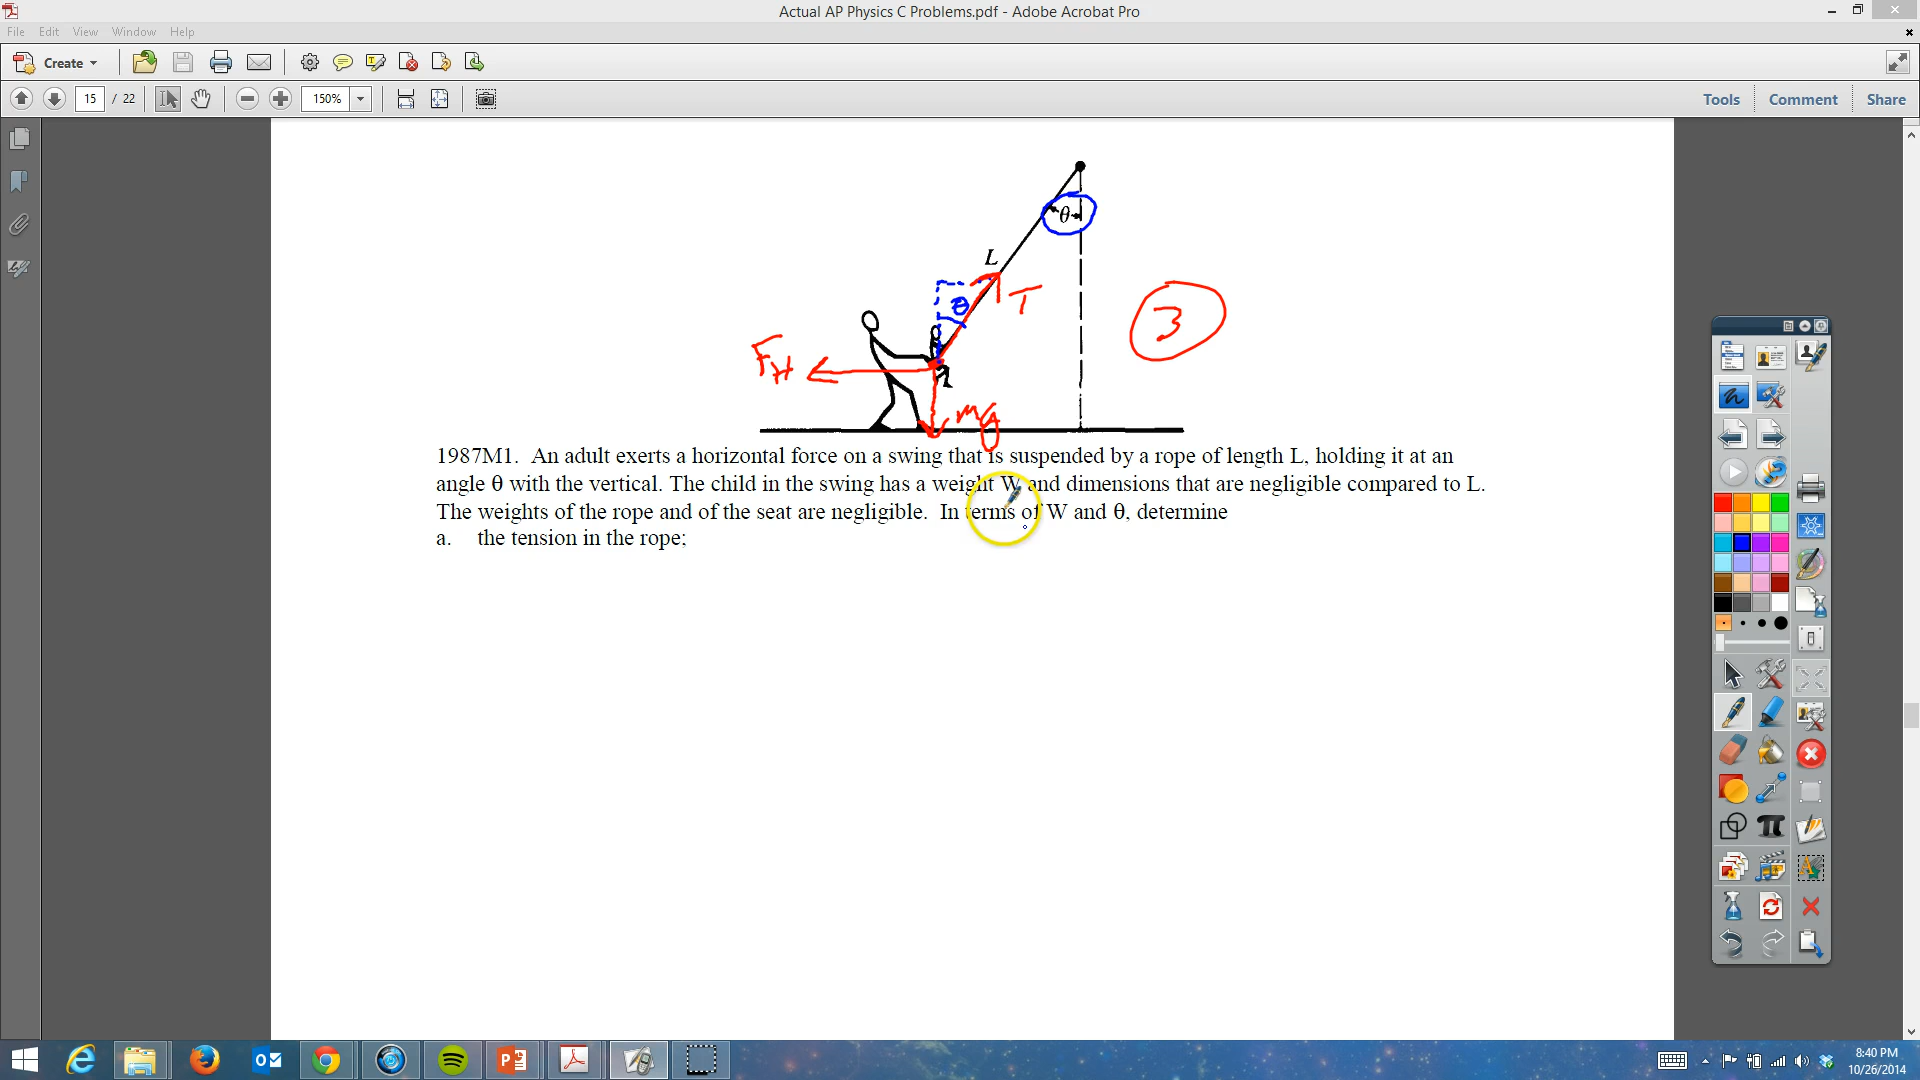 Actual AP Physics C Problems.pdf - Adobe Acrobat Pro
File Edit View Window Help
Create
15 / 22 150% Tools Comment Share
θ
L
θ
T
3
F_H
mg
1987M1. An adult exerts a horizontal force on a swing that is suspended by a rope of length L, holding it at an
angle θ with the vertical. The child in the swing has a weight W and dimensions that are negligible compared to L.
The weights of the rope and of the seat are negligible. In terms of W and θ, determine
a. the tension in the rope;
8:40 PM
10/26/2014